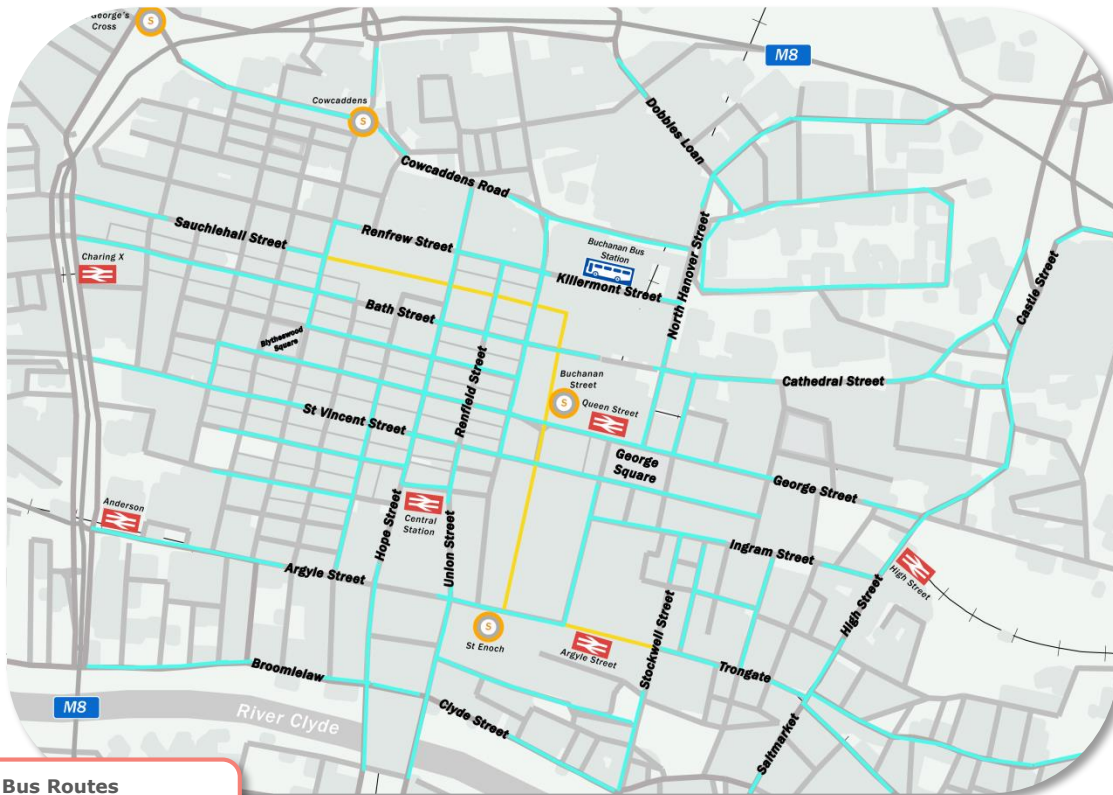 George's
Cross
S
M8
Cowcaddens
S
Dobbles Loan
Cowcaddens Road
Sauchlehall Street
Renfrew Street
Buchanan Bus
Station
Charing X
Killermont Street
North Hanover Street
Castle Street
Bath Street
Blythswood
Square
Renfield Street
Buchanan
Street
S
Queen Street
Cathedral Street
St Vincent Street
George
Square
George Street
Anderson
Central
Station
Hope Street
Union Street
Ingram Street
High Street
High Street
Argyle Street
S
St Enoch
Argyle Street
Stockwell Street
Trongate
Broomlelaw
M8
River Clyde
Clyde Street
Saltmarket
Bus Routes